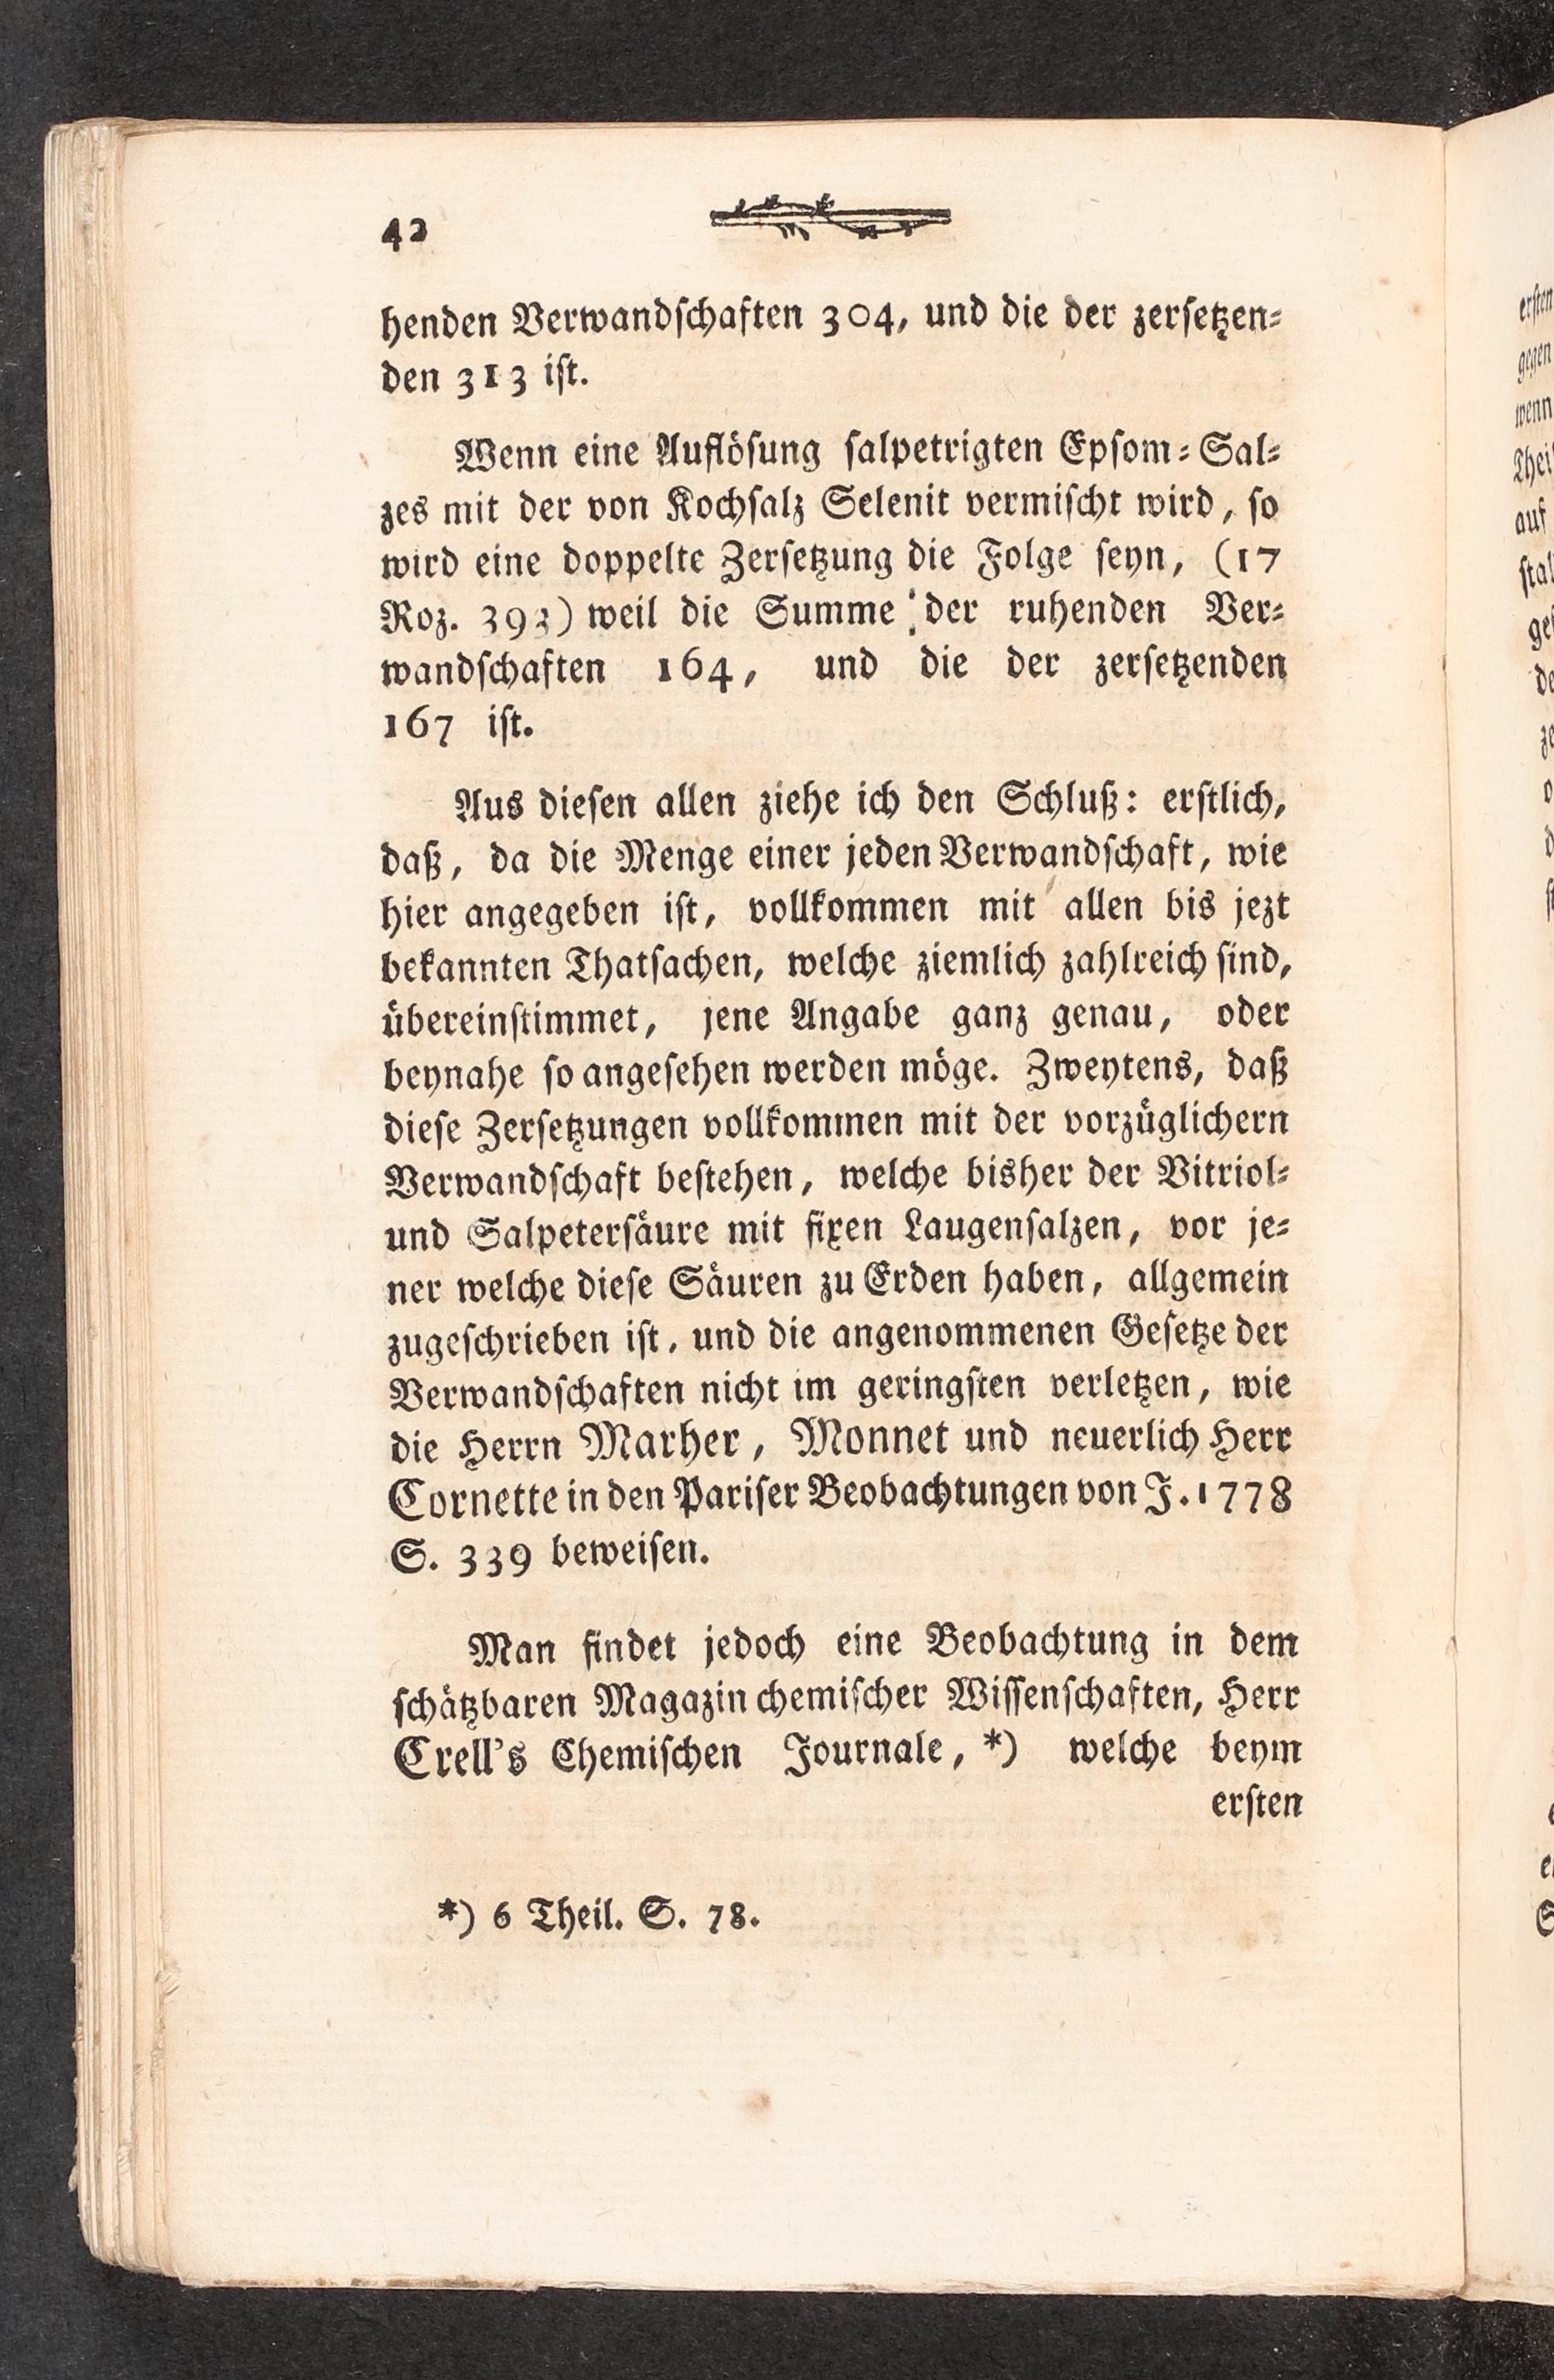 42
henden Verwandſchaften 304, und die der zerſetzen-
den 313 iſt.
Wenn eine Auflöſung ſalpetrigten Epſom-Sal-
zes mit der von Kochſalz Selenit vermiſcht wird, ſo
wird eine doppelte Zerſetzung die Folge ſeyn, (17
Roz. 392) weil die Summe der ruhenden Ver-
wandſchaften 164, und die der zerſetzenden
167 iſt.
Aus dieſen allen ziehe ich den Schluß: erſtlich,
daß, da die Menge einer jeden Verwandſchaft, wie
hier angegeben iſt, vollkommen mit allen bis jezt
bekannten Thatſachen, welche ziemlich zahlreich ſind,
übereinſtimmet, jene Angabe ganz genau, oder
beynahe ſo angeſehen werden möge. Zweytens, daß
dieſe Zerſetzungen vollkommen mit der vorzüglichern
Verwandſchaft beſtehen, welche bisher der Vitriol-
und Salpeterſäure mit fixen Laugenſalzen, vor je-
ner welche dieſe Säuren zu Erden haben, allgemein
zugeſchrieben iſt, und die angenommenen Geſetze der
Verwandſchaften nicht im geringſten verletzen, wie
die Herrn Marher, Monnet und neuerlich Herr
Cornette in den Pariſer Beobachtungen von J. 1778
S. 339 beweiſen.
Man findet jedoch eine Beobachtung in dem
ſchätzbaren Magazin chemiſcher Wiſſenſchaften, Herr
Crell's Chemiſchen Journale, *) welche beym
erſten
*) 6 Theil. S. 78.
erſten
gegen
wenn
Theil
auf